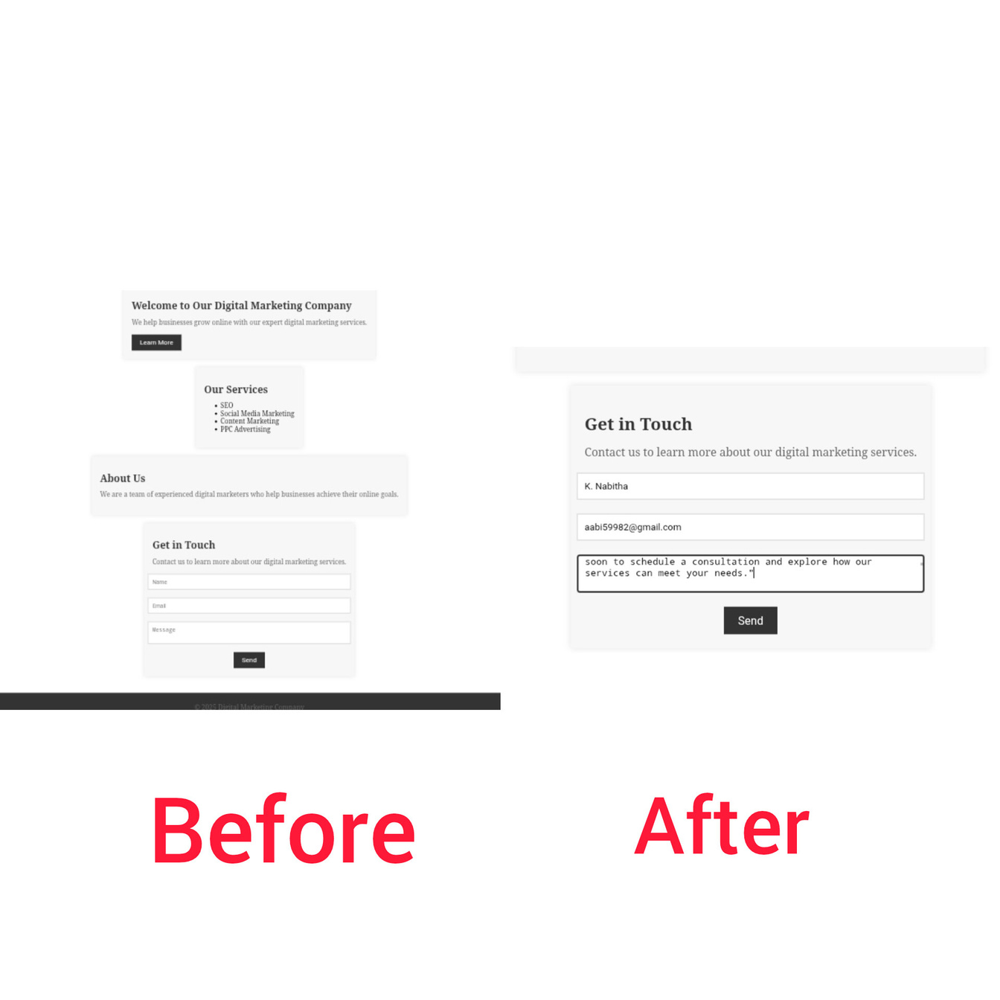 Welcome to Our Digital Marketing Company
We help businesses grow online with our expert digital marketing services.
Learn More
Our Services
• SEO
• Social Media Marketing
• Content Marketing
• PPC Advertising
About Us
We are a team of experienced digital marketers who help businesses achieve their online goals.
Get in Touch
Contact us to learn more about our digital marketing services.
Name
Email
Message
Send
© 2025 Digital Marketing Company
Get in Touch
Contact us to learn more about our digital marketing services.
K. Nabitha
aabi59982@gmail.com
soon to schedule a consultation and explore how our
services can meet your needs."
Send
Before
After